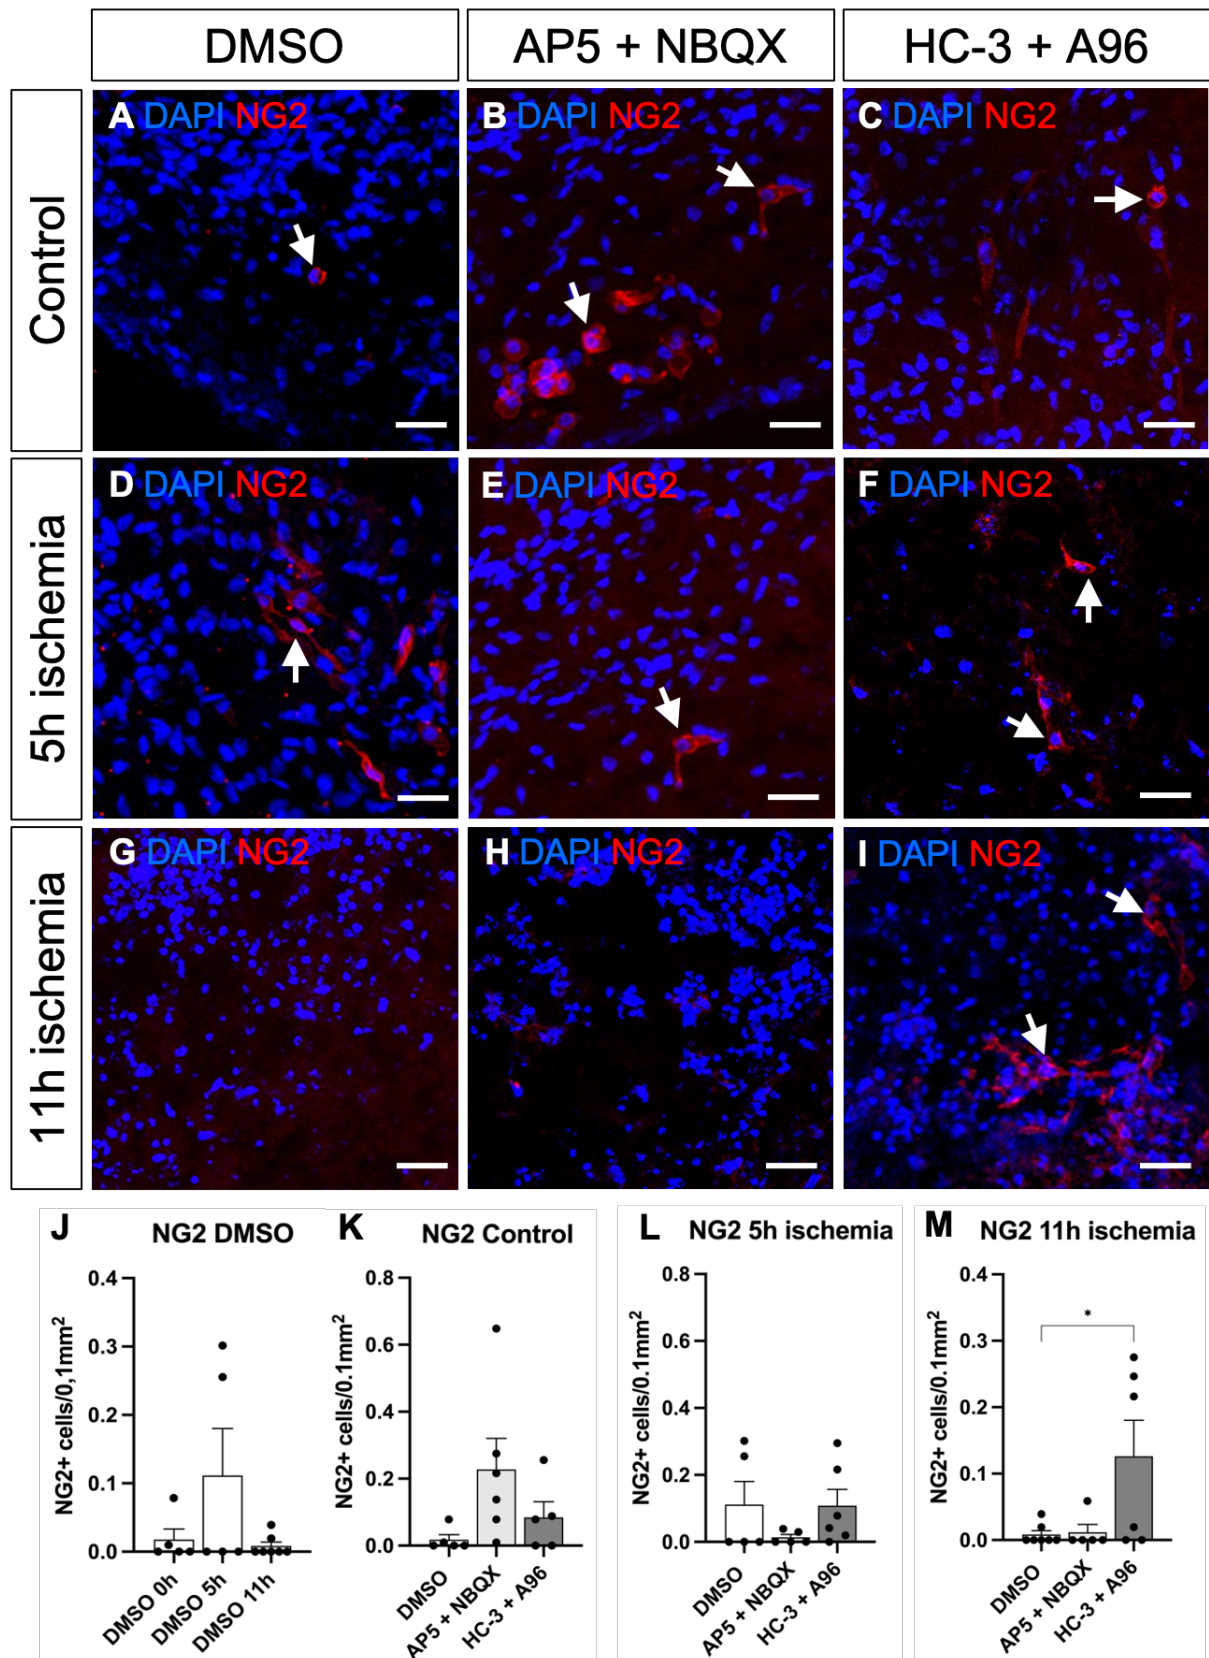 DMSO
AP5 + NBQX
HC-3 + A96
Control
A DAPI NG2
B DAPI NG2
C DAPI NG2
5h ischemia
D DAPI NG2
E DAPI NG2
F DAPI NG2
11h ischemia
G DAPI NG2
H DAPI NG2
I DAPI NG2
J NG2 DMSO
NG2+ cells/0,1mm²
0.4
0.3
0.2
0.1
0.0
DMSO 0h
DMSO 5h
DMSO 11h
K NG2 Control
NG2+ cells/0.1mm²
0.8
0.6
0.4
0.2
0.0
DMSO
AP5 + NBQX
HC-3 + A96
L NG2 5h ischemia
NG2+ cells/0.1mm²
0.8
0.6
0.4
0.2
0.0
DMSO
AP5 + NBQX
HC-3 + A96
M NG2 11h ischemia
NG2+ cells/0.1mm²
0.4
0.3
0.2
0.1
0.0
*
DMSO
AP5 + NBQX
HC-3 + A96